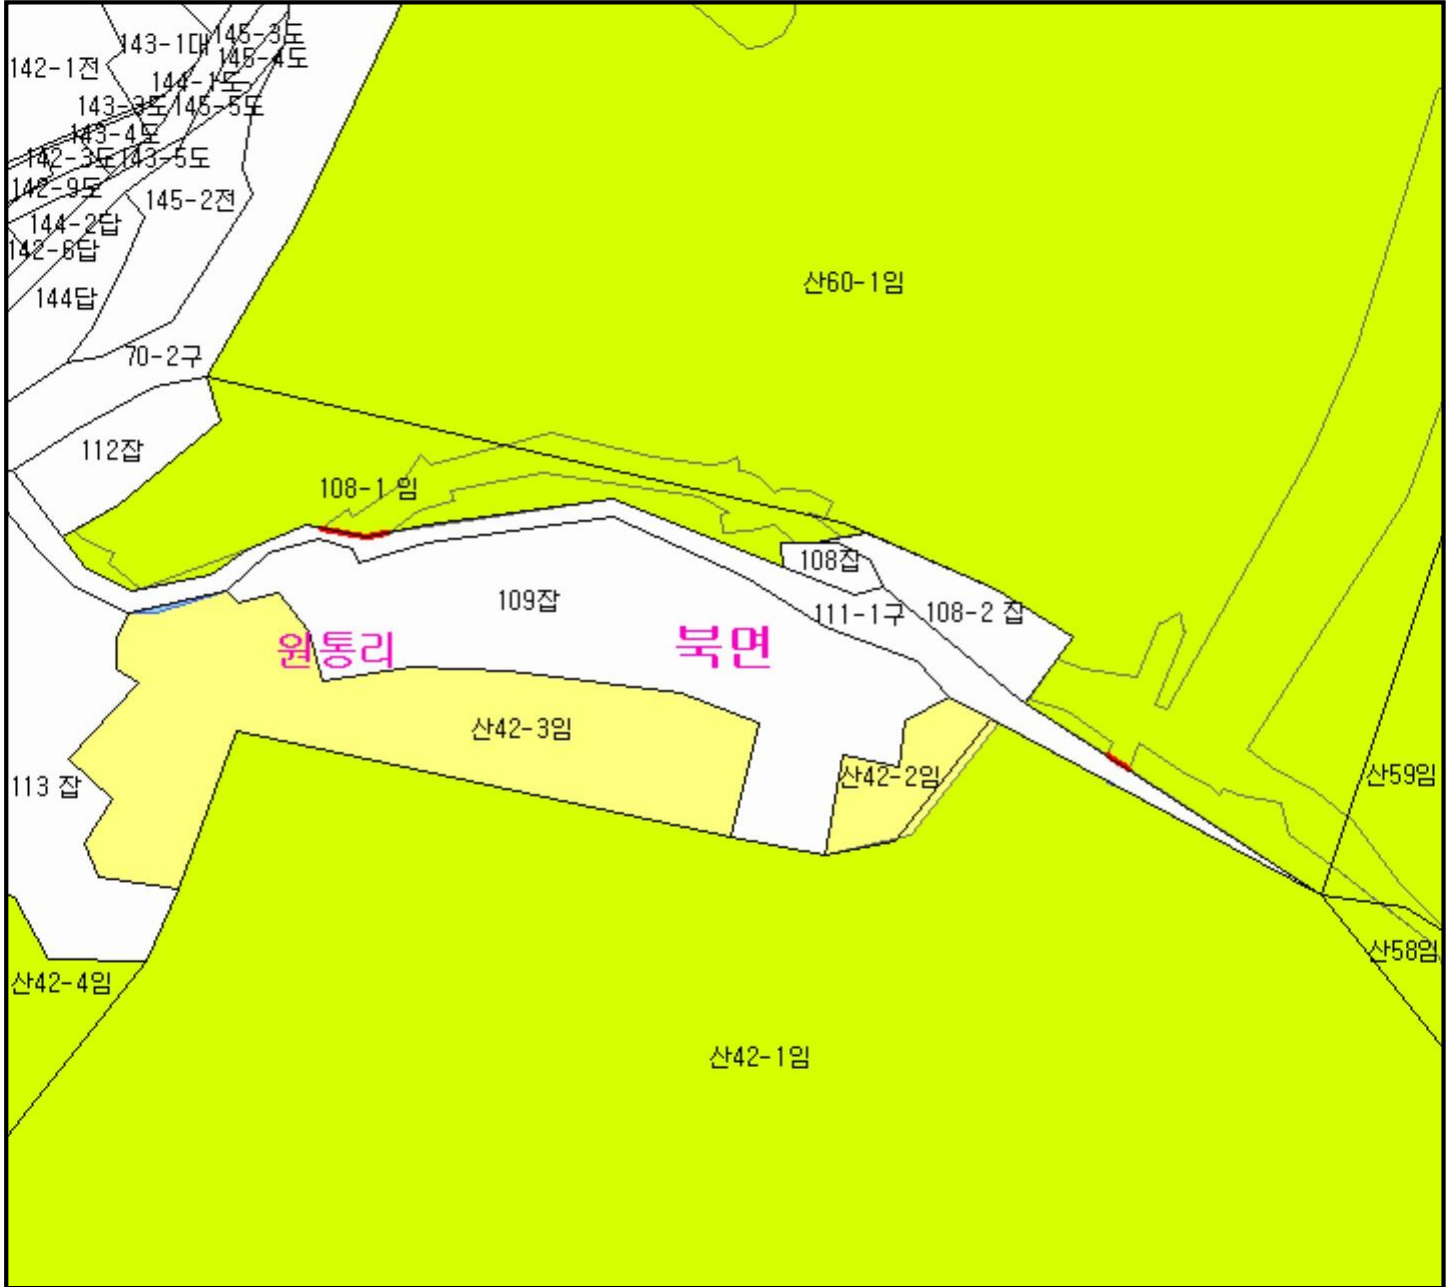 143-1대
145-3도
145-4도
142-1전
144-1도
143-3도
145-5도
143-4도
142-3도
143-5도
142-9도
145-2전
144-2답
142-6답
144답
70-2구
산60-1임
112잡
108-1 임
108잡
109잡
111-1구
108-2 잡
원통리
북면
산42-3임
산42-2임
산59임
113 잡
산58임
산42-4임
산42-1임